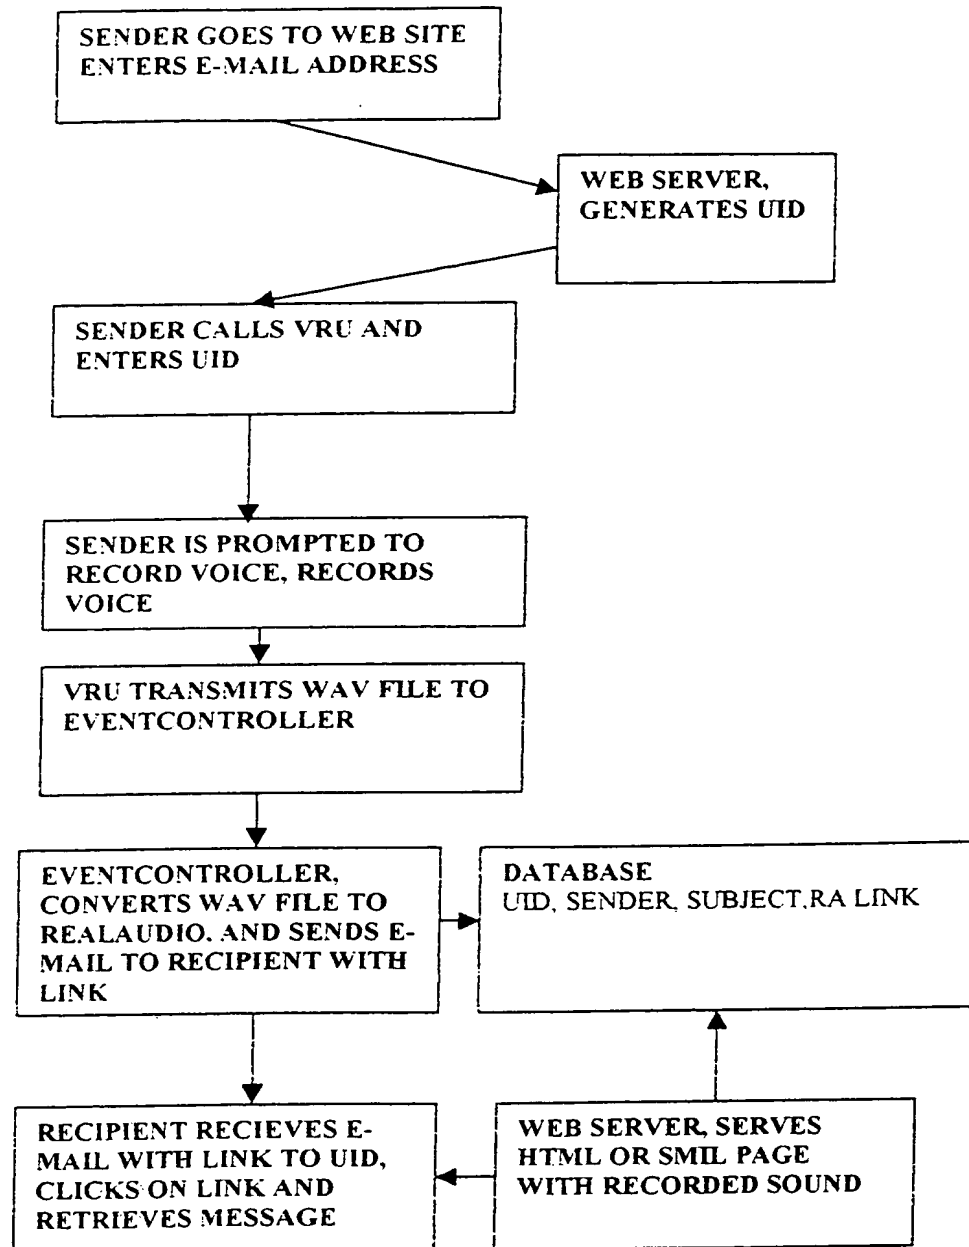 SENDER GOES TO WEB SITE
ENTERS E-MAIL ADDRESS
WEB SERVER,
GENERATES UID
SENDER CALLS VRU AND
ENTERS UID
SENDER IS PROMPTED TO
RECORD VOICE, RECORDS
VOICE
VRU TRANSMITS WAV FILE TO
EVENTCONTROLLER
EVENTCONTROLLER,
CONVERTS WAV FILE TO
REALAUDIO. AND SENDS E-
MAIL TO RECIPIENT WITH
LINK
DATABASE
UID, SENDER, SUBJECT,RA LINK
RECIPIENT RECIEVES E-
MAIL WITH LINK TO UID,
CLICKS ON LINK AND
RETRIEVES MESSAGE
WEB SERVER, SERVES
HTML OR SMIL PAGE
WITH RECORDED SOUND